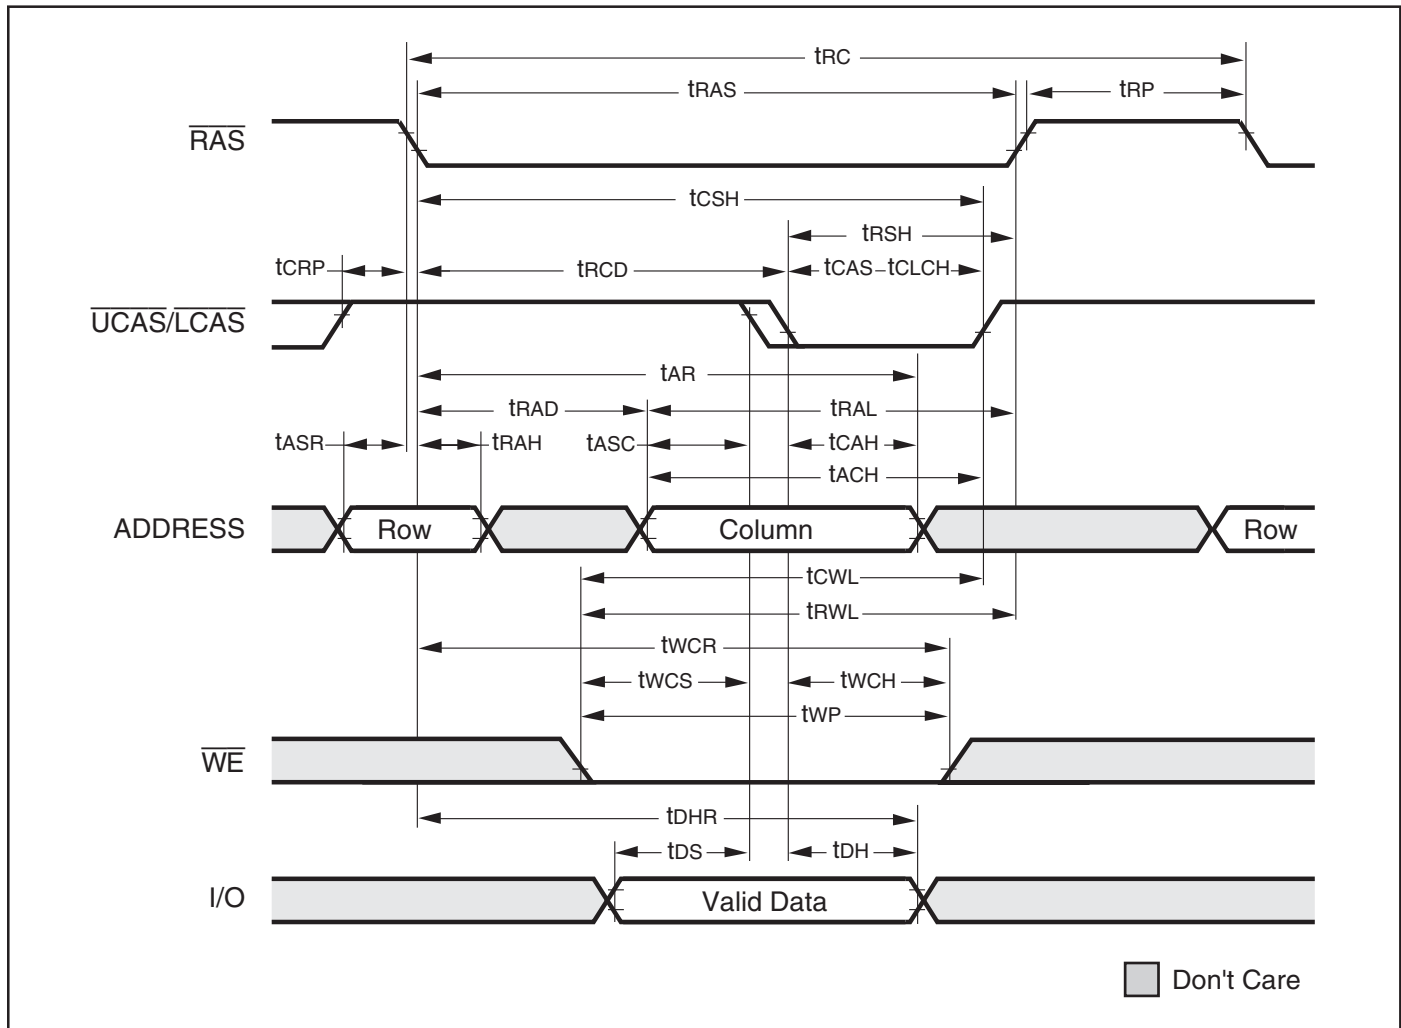 tRC
tRAS
tRP
RAS
tCSH
tRSH
tCRP
tRCD
tCAS
tCLCH
UCAS/LCAS
tAR
tRAD
tRAL
tASR
tRAH
tASC
tCAH
tACH
ADDRESS
Row
Column
Row
tCWL
tRWL
tWCR
tWCS
tWCH
tWP
WE
tDHR
tDS
tDH
I/O
Valid Data
Don't Care